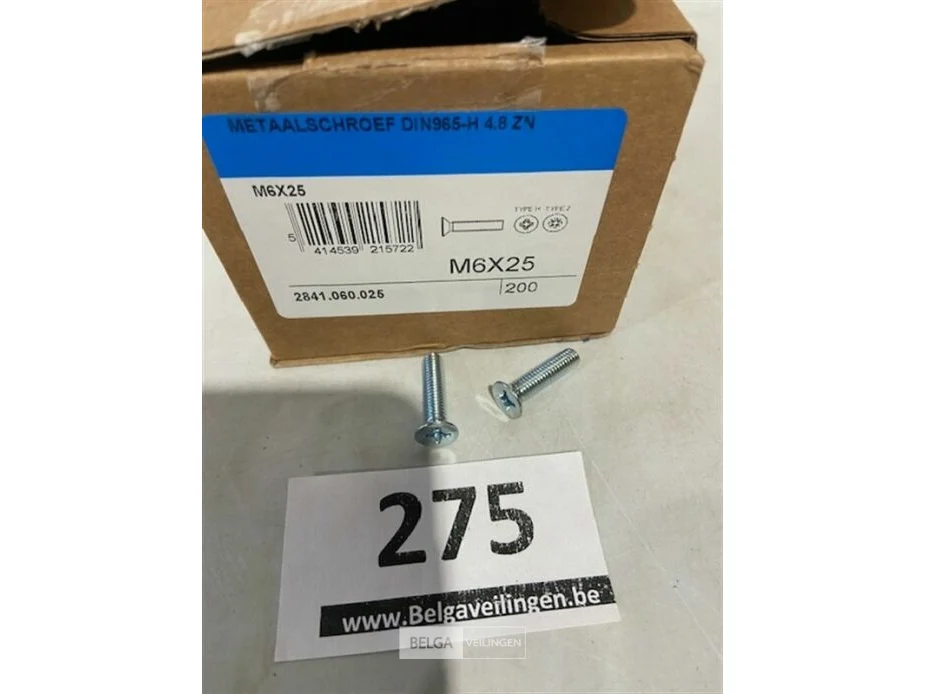 METAALSCHROEF DIN965-H 4.8 ZN
M6X25
TYPE H TYPE Z
5 414539 215722
M6X25
2841.060.025 200
275
www.Belgaveilingen.be
BELGA VEILINGEN